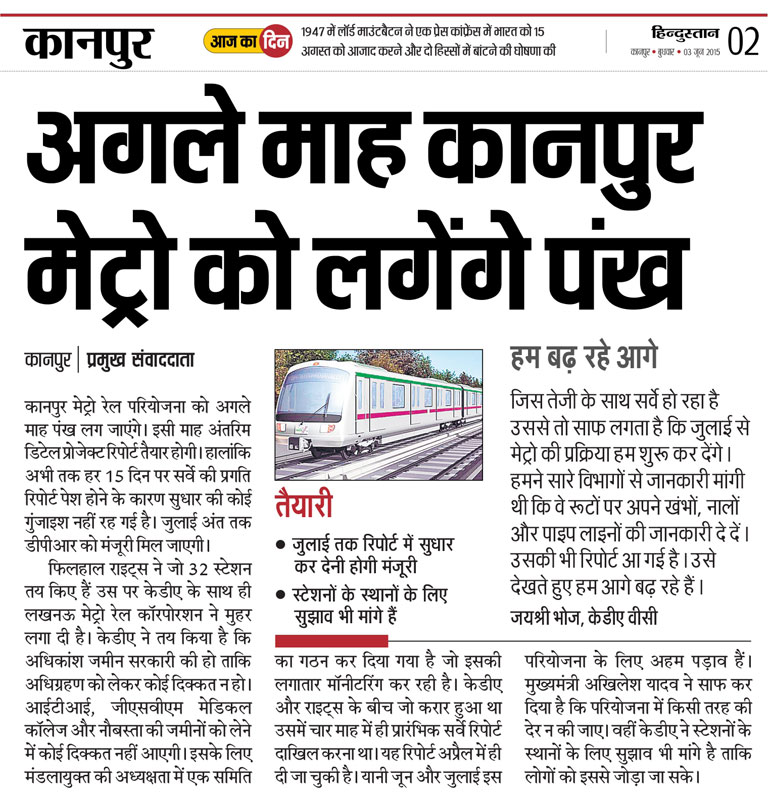 कानपुर
आज का दिन
1947 में लॉर्ड माउंटबैटन ने एक प्रेस कांफ्रेंस में भारत को 15
अगस्त को आजाद करने और दो हिस्सों में बांटने की घोषणा की
हिन्दुस्तान
कानपुर • बुधवार • 03 जून 2015
02
अगले माह कानपुर
मेट्रो को लगेंगे पंख
कानपुर | प्रमुख संवाददाता
कानपुर मेट्रो रेल परियोजना को अगले
माह पंख लग जाएंगे। इसी माह अंतरिम
डिटेल प्रोजेक्ट रिपोर्ट तैयार होगी। हालांकि
अभी तक हर 15 दिन पर सर्वे की प्रगति
रिपोर्ट पेश होने के कारण सुधार की कोई
गुंजाइश नहीं रह गई है। जुलाई अंत तक
डीपीआर को मंजूरी मिल जाएगी।
फिलहाल राइट्स ने जो 32 स्टेशन
तय किए हैं उस पर केडीए के साथ ही
लखनऊ मेट्रो रेल कॉरपोरशन ने मुहर
लगा दी है। केडीए ने तय किया है कि
अधिकांश जमीन सरकारी की हो ताकि
अधिग्रहण को लेकर कोई दिक्कत न हो।
आईटीआई, जीएसवीएम मेडिकल
कॉलेज और नौबस्ता की जमीनों को लेने
में कोई दिक्कत नहीं आएगी। इसके लिए
मंडलायुक्त की अध्यक्षता में एक समिति
तैयारी
• जुलाई तक रिपोर्ट में सुधार
कर देनी होगी मंजूरी
• स्टेशनों के स्थानों के लिए
सुझाव भी मांगे हैं
का गठन कर दिया गया है जो इसकी
लगातार मॉनीटरिंग कर रही है। केडीए
और राइट्स के बीच जो करार हुआ था
उसमें चार माह में ही प्रारंभिक सर्वे रिपोर्ट
दाखिल करना था। यह रिपोर्ट अप्रैल में ही
दी जा चुकी है। यानी जून और जुलाई इस
हम बढ़ रहे आगे
जिस तेजी के साथ सर्वे हो रहा है
उससे तो साफ लगता है कि जुलाई से
मेट्रो की प्रक्रिया हम शुरू कर देंगे।
हमने सारे विभागों से जानकारी मांगी
थी कि वे रूटों पर अपने खंभों, नालों
और पाइप लाइनों की जानकारी दे दें।
उसकी भी रिपोर्ट आ गई है। उसे
देखते हुए हम आगे बढ़ रहे हैं।
जयश्री भोज, केडीए वीसी
परियोजना के लिए अहम पड़ाव हैं।
मुख्यमंत्री अखिलेश यादव ने साफ कर
दिया है कि परियोजना में किसी तरह की
देर न की जाए। वहीं केडीए ने स्टेशनों के
स्थानों के लिए सुझाव भी मांगे है ताकि
लोगों को इससे जोड़ा जा सके।